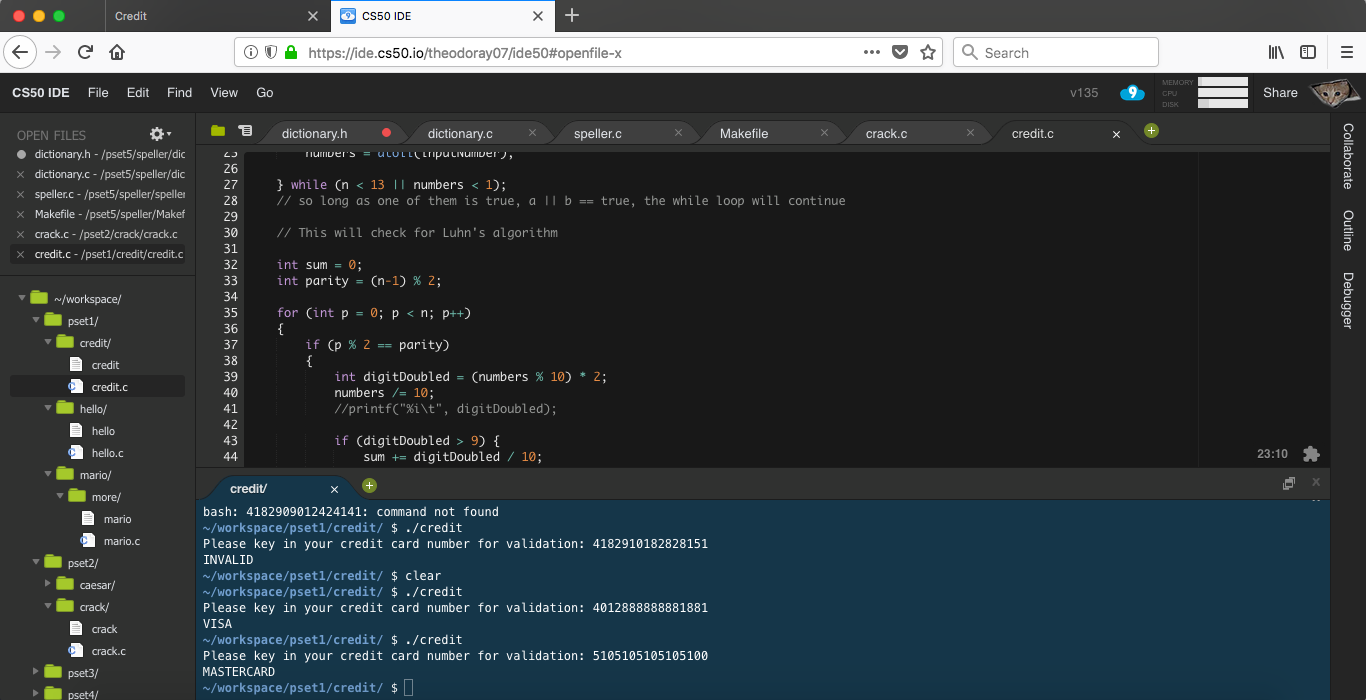 Credit
CS50 IDE
https://ide.cs50.io/theodoray07/ide50#openfile-x
Search
CS50 IDE File Edit Find View Go
v135
9
MEMORY
CPU
DISK
Share
OPEN FILES
dictionary.h - /pset5/speller/dic
dictionary.c - /pset5/speller/dic
speller.c - /pset5/speller/speller
Makefile - /pset5/speller/Makef
crack.c - /pset2/crack/crack.c
credit.c - /pset1/credit/credit.c
~/workspace/
pset1/
credit/
credit
credit.c
hello/
hello
hello.c
mario/
more/
mario
mario.c
pset2/
caesar/
crack/
crack
crack.c
pset3/
pset4/
dictionary.h dictionary.c speller.c Makefile crack.c credit.c
25 numbers = atoll(inputNumber);
26
27 } while (n < 13 || numbers < 1);
28 // so long as one of them is true, a || b == true, the while loop will continue
29
30 // This will check for Luhn's algorithm
31
32 int sum = 0;
33 int parity = (n-1) % 2;
34
35 for (int p = 0; p < n; p++)
36 {
37 if (p % 2 == parity)
38 {
39 int digitDoubled = (numbers % 10) * 2;
40 numbers /= 10;
41 //printf("%i\t", digitDoubled);
42
43 if (digitDoubled > 9) {
44 sum += digitDoubled / 10;
23:10
Collaborate
Outline
Debugger
credit/
bash: 4182909012424141: command not found
~/workspace/pset1/credit/ $ ./credit
Please key in your credit card number for validation: 4182910182828151
INVALID
~/workspace/pset1/credit/ $ clear
~/workspace/pset1/credit/ $ ./credit
Please key in your credit card number for validation: 4012888888881881
VISA
~/workspace/pset1/credit/ $ ./credit
Please key in your credit card number for validation: 5105105105105100
MASTERCARD
~/workspace/pset1/credit/ $